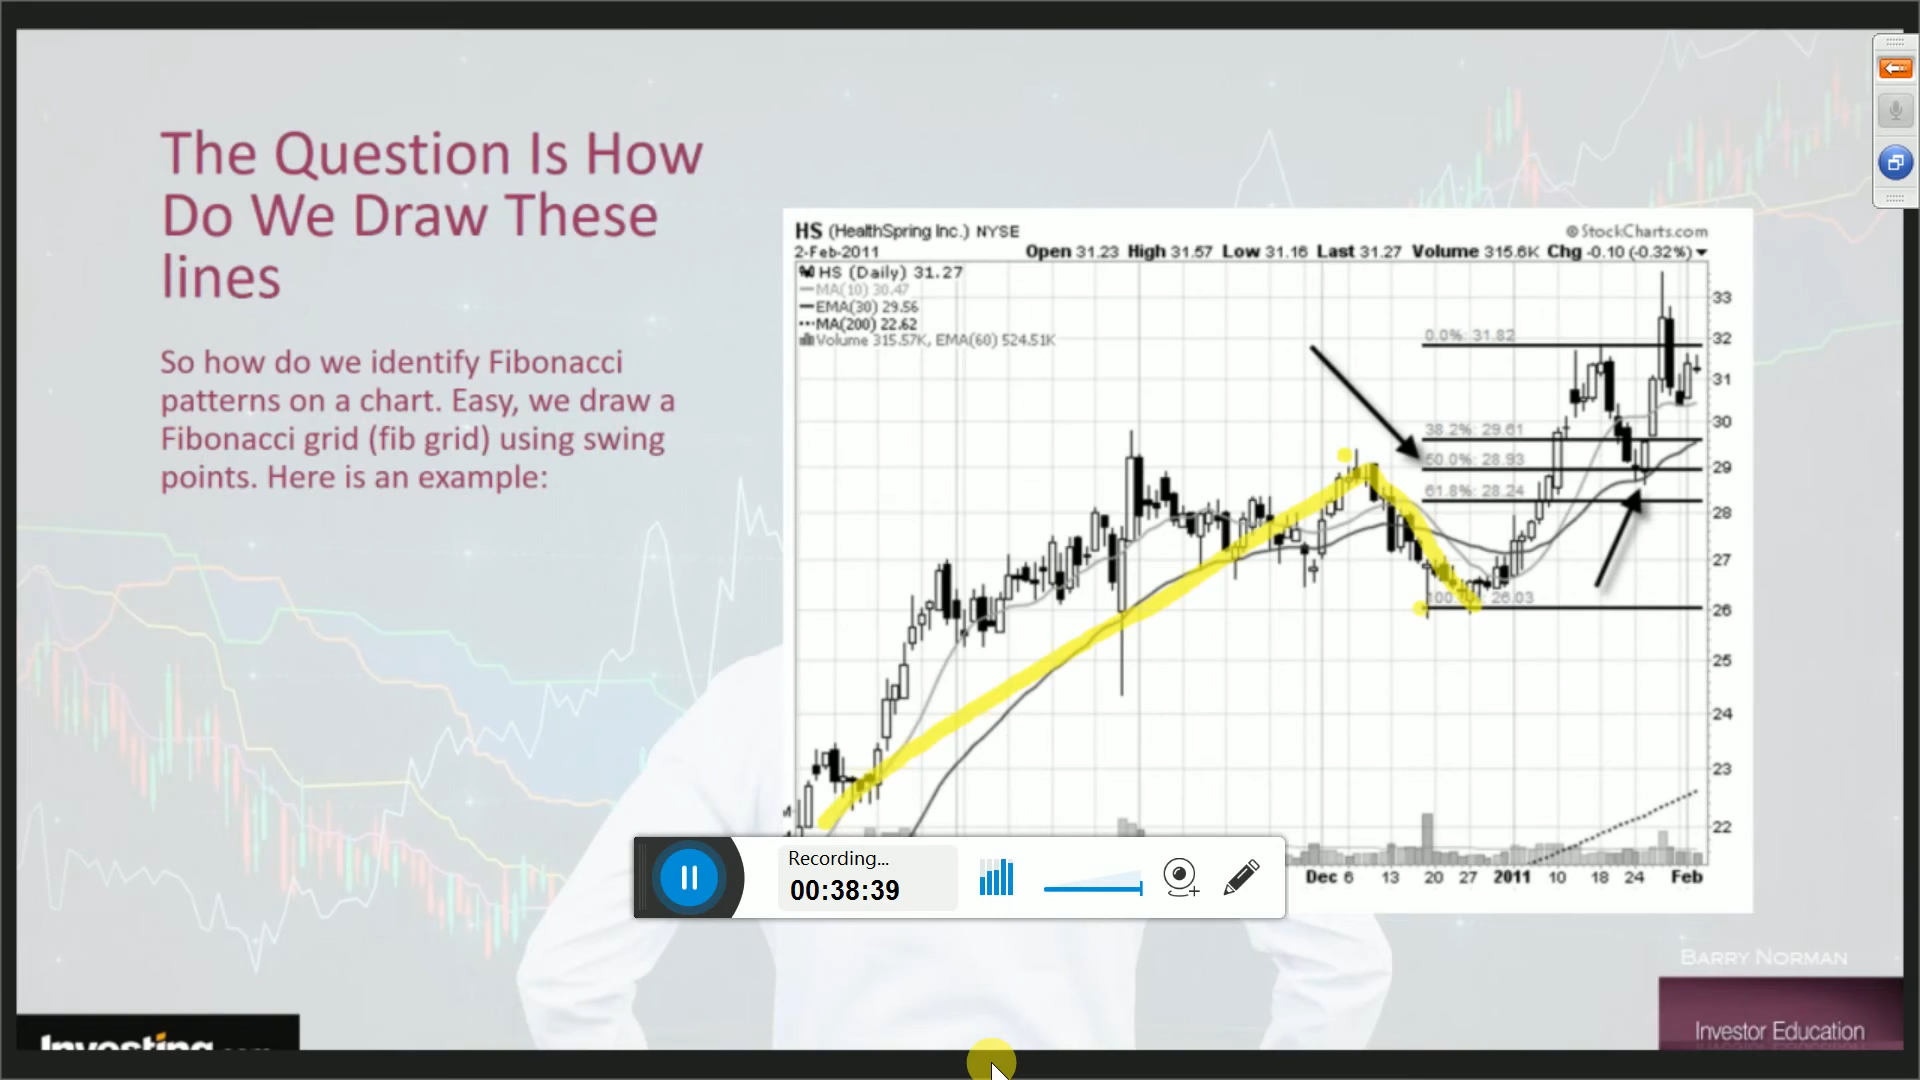 The Question Is How
Do We Draw These
lines
So how do we identify Fibonacci
patterns on a chart. Easy, we draw a
Fibonacci grid (fib grid) using swing
points. Here is an example:
HS (HealthSpring Inc.) NYSE
© StockCharts.com
2-Feb-2011
Open 31.23 High 31.57 Low 31.16 Last 31.27 Volume 315.6K Chg -0.10 (-0.32%)
HS (Daily) 31.27
MA(10) 30.47
EMA(30) 29.56
MA(200) 22.62
Volume 315.57K, EMA(60) 524.51K
0.0%: 31.82
38.2%: 29.61
50.0%: 28.93
61.8%: 28.24
26.03
33
32
31
30
29
28
27
26
25
24
23
22
Dec 6 13 20 27 2011 10 18 24 Feb
Recording...
00:38:39
Barry Norman
Investor Education
Investing.com